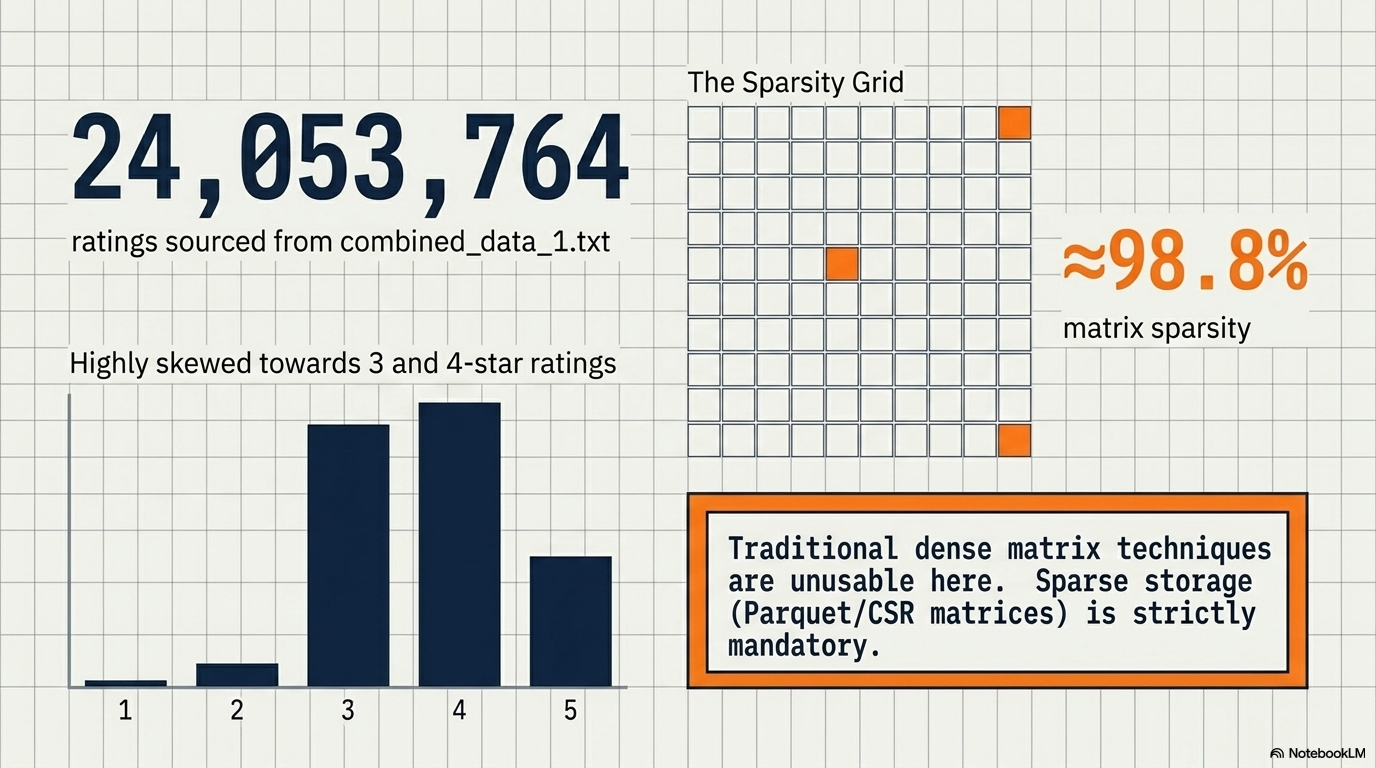 24,053,764
ratings sourced from combined_data_1.txt
Highly skewed towards 3 and 4-star ratings
1 2 3 4 5
The Sparsity Grid
≈98.8%
matrix sparsity
Traditional dense matrix techniques
are unusable here. Sparse storage
(Parquet/CSR matrices) is strictly
mandatory.
NotebookLM